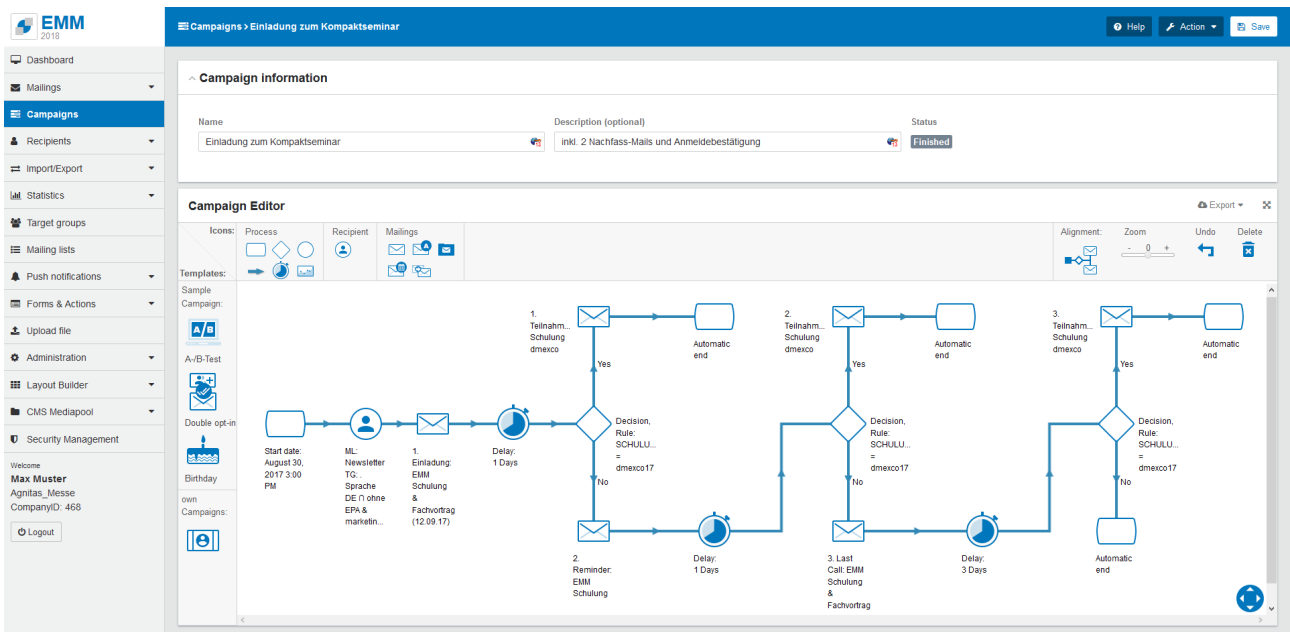 EMM
2018
Campaigns > Einladung zum Kompaktseminar
Help
Action
Save
Dashboard
Mailings
Campaigns
Recipients
Import/Export
Statistics
Target groups
Mailing lists
Push notifications
Forms & Actions
Upload file
Administration
Layout Builder
CMS Mediapool
Security Management
Welcome
Max Muster
Agnitas_Messe
CompanyID: 468
Logout
Campaign information
Name
Description (optional)
Status
Einladung zum Kompaktseminar
inkl. 2 Nachfass-Mails und Anmeldebestätigung
Finished
Campaign Editor
Export
Icons:
Process
Recipient
Mailings
Alignment:
Zoom
Undo
Delete
- 0 +
Templates:
Sample
Campaign:
A/B
A-/B-Test
Double opt-in
Birthday
own
Campaigns:
1.
Teilnahm...
Schulung
dmexco
Automatic
end
Yes
2.
Teilnahm...
Schulung
dmexco
Automatic
end
Yes
3.
Teilnahm...
Schulung
dmexco
Automatic
end
Yes
Start date:
August 30,
2017 3:00
PM
ML:
Newsletter
TG: .
Sprache
DE ∩ ohne
EPA &
marketin...
1.
Einladung:
EMM
Schulung
&
Fachvortrag
(12.09.17)
Delay:
1 Days
Decision,
Rule:
SCHULU...
=
dmexco17
No
Decision,
Rule:
SCHULU...
=
dmexco17
No
Decision,
Rule:
SCHULU...
=
dmexco17
No
2.
Reminder:
EMM
Schulung
Delay:
1 Days
3. Last
Call: EMM
Schulung
&
Fachvortrag
Delay:
3 Days
Automatic
end